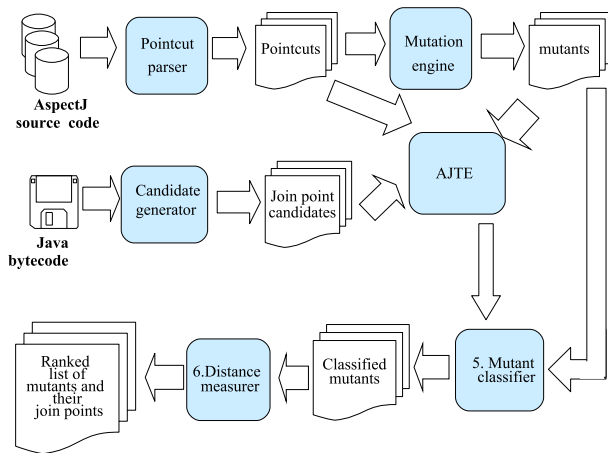 Pointcut
parser
Pointcuts
Mutation
engine
mutants
AspectJ
source code
AJTE
Candidate
generator
Join point
candidates
Java
bytecode
Ranked
list of
mutants and
their
join points
6.Distance
measurer
Classified
mutants
5. Mutant
classifier